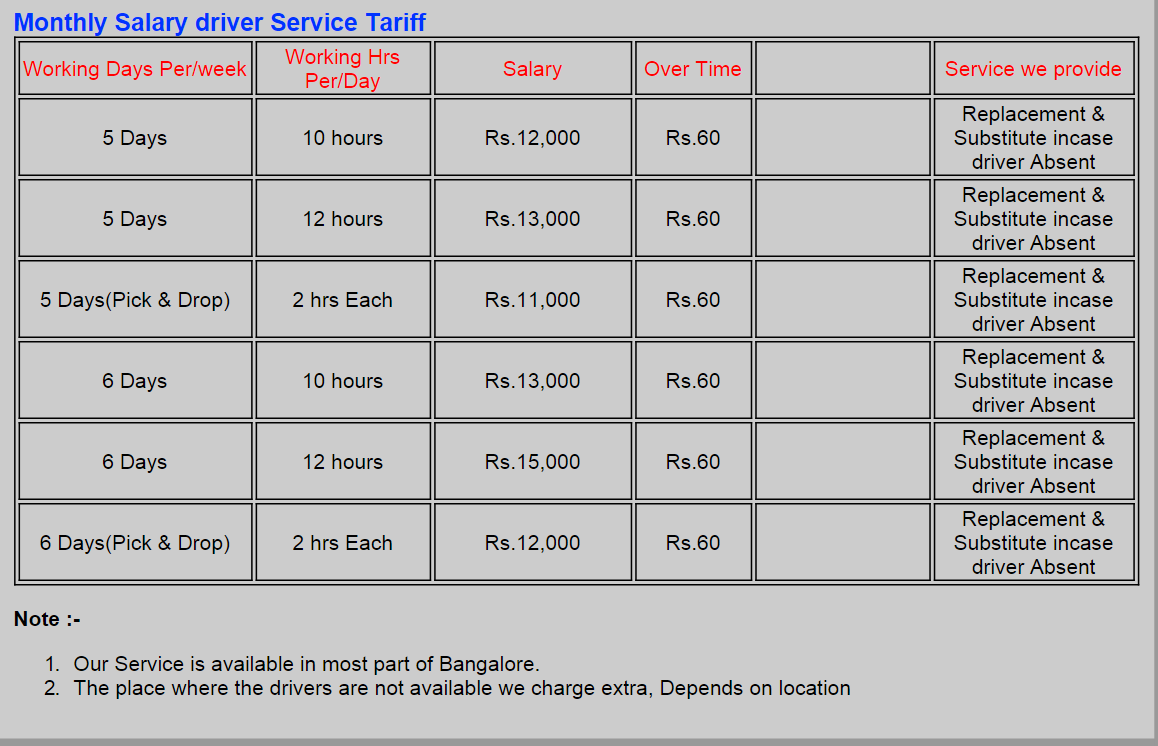 Monthly Salary driver Service Tariff
Working Days Per/week
Working Hrs
Per/Day
Salary
Over Time
Service we provide
5 Days
10 hours
Rs.12,000
Rs.60
Replacement &
Substitute incase
driver Absent
5 Days
12 hours
Rs.13,000
Rs.60
Replacement &
Substitute incase
driver Absent
5 Days(Pick & Drop)
2 hrs Each
Rs.11,000
Rs.60
Replacement &
Substitute incase
driver Absent
6 Days
10 hours
Rs.13,000
Rs.60
Replacement &
Substitute incase
driver Absent
6 Days
12 hours
Rs.15,000
Rs.60
Replacement &
Substitute incase
driver Absent
6 Days(Pick & Drop)
2 hrs Each
Rs.12,000
Rs.60
Replacement &
Substitute incase
driver Absent
Note :-
1. Our Service is available in most part of Bangalore.
2. The place where the drivers are not available we charge extra, Depends on location